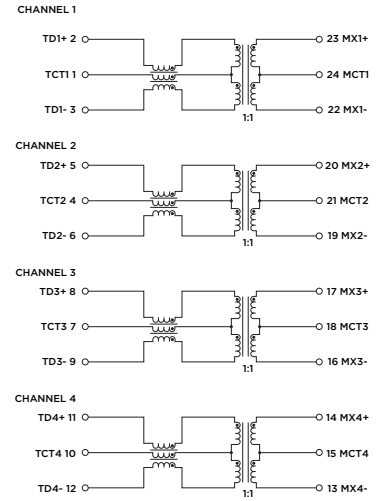 CHANNEL 1
TD1+ 2 23 MX1+
TCT1 1 24 MCT1
TD1- 3 22 MX1-
1:1
CHANNEL 2
TD2+ 5 20 MX2+
TCT2 4 21 MCT2
TD2- 6 19 MX2-
1:1
CHANNEL 3
TD3+ 8 17 MX3+
TCT3 7 18 MCT3
TD3- 9 16 MX3-
1:1
CHANNEL 4
TD4+ 11 14 MX4+
TCT4 10 15 MCT4
TD4- 12 13 MX4-
1:1